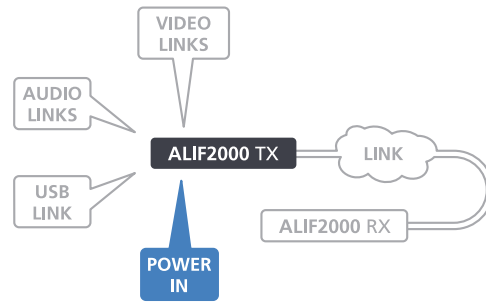 VIDEO
LINKS
AUDIO
LINKS
ALIF2000 TX
LINK
USB
LINK
ALIF2000 RX
POWER
IN